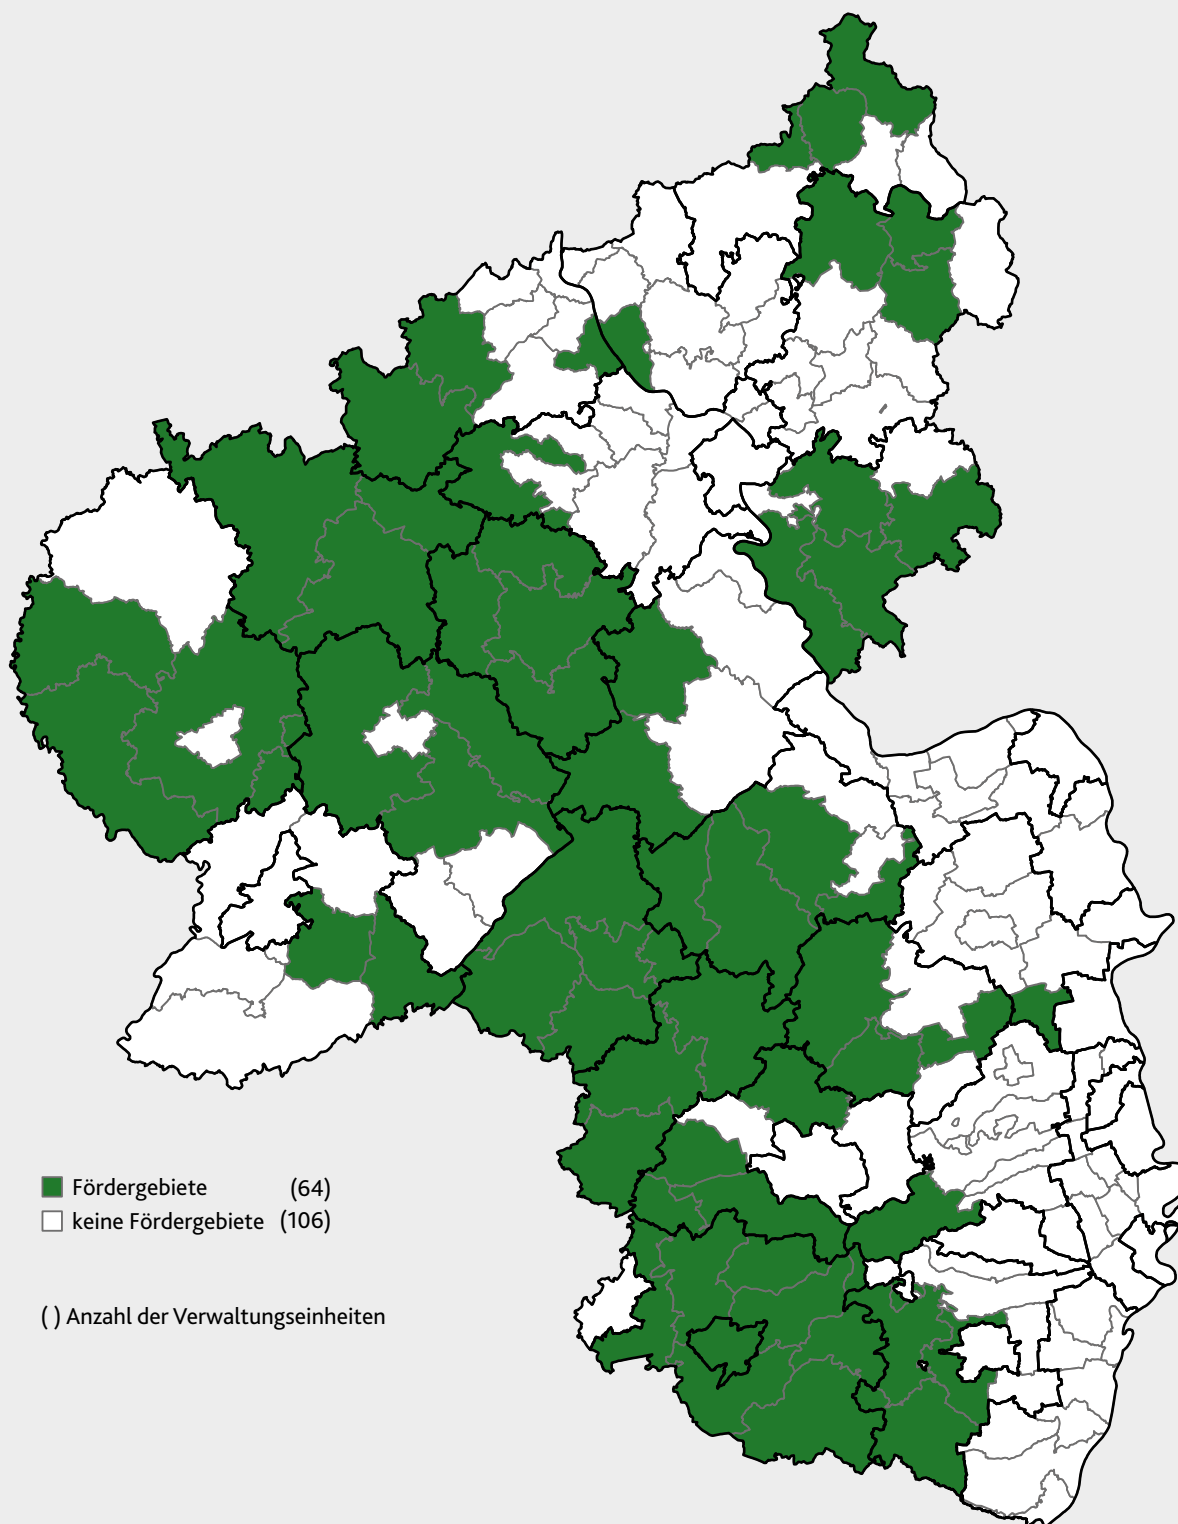 Fördergebiete (64)
keine Fördergebiete (106)
( ) Anzahl der Verwaltungseinheiten